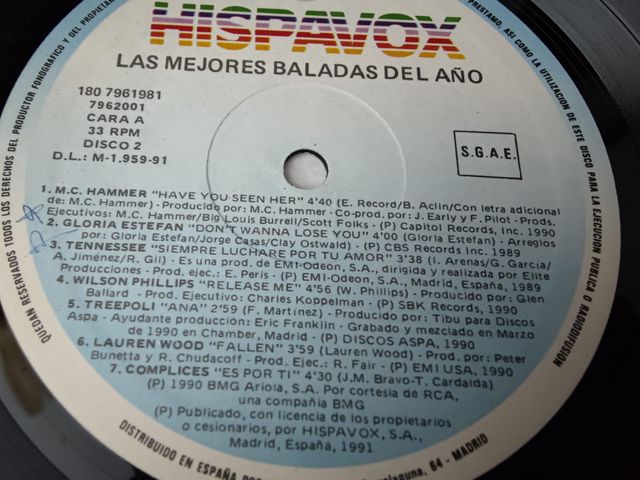 HISPAVOX
LAS MEJORES BALADAS DEL AÑO
180 7961981
7962001
CARA A
33 RPM
DISCO 2
D.L.: M-1.959-91
S.G.A.E.
1. M.C. HAMMER "HAVE YOU SEEN HER" 4'40 (E. Record/B. Aclin/Con letra adicional
de: M.C. Hammer) - Producido por: M.C. Hammer - Co-prod. por: J. Early y F. Pilot - Prods.
Ejecutivos: M.C. Hammer/Big Louis Burrell/Scott Folks - (P) Capitol Records, Inc. 1990
2. GLORIA ESTEFAN "DON'T WANNA LOSE YOU" 4'00 (Gloria Estefan) - Arreglos
por: Gloria Estefan/Jorge Casas/Clay Ostwald) - (P) CBS Records Inc. 1989
3. TENNESSEE "SIEMPRE LUCHARE POR TU AMOR" 3'38 (I. Arenas/G. García/
A. Jiménez/R. Gil) - Es una prod. de EMI-Odeon, S.A., dirigida y realizada por Elite
Producciones - Prod. ejec.: E. Peris - (P) EMI-Odeon, S.A., Madrid, España, 1989
4. WILSON PHILLIPS "RELEASE ME" 4'56 (W. Phillips) - Producido por: Glen
Ballard - Prod. Ejecutivo: Charles Koppelman - (P) SBK Records, 1990
5. TREEPOLI "ANA" 2'59 (F. Martínez) - Producido por: Tibu para Discos
Aspa - Ayudante producción: Eric Franklin - Grabado y mezclado en Marzo
de 1990 en Chamber, Madrid - (P) DISCOS ASPA, 1990
6. LAUREN WOOD "FALLEN" 3'59 (Lauren Wood) - Prod. por: Peter
Bunetta y R. Chudacoff - Prod. Ejec.: R. Fair - (P) EMI USA, 1990
7. COMPLICES "ES POR TI" 4'30 (J.M. Bravo-T. Cardalda)
(P) 1990 BMG Ariola, S.A. Por cortesía de RCA,
una compañía BMG
(P) Publicado, con licencia de los propietarios
o cesionarios, por HISPAVOX, S.A.,
Madrid, España, 1991
QUEDAN RESERVADOS TODOS LOS DERECHOS DEL PRODUCTOR FONOGRAFICO Y DEL PROPIETA
PRESTAMO, ASI COMO LA UTILIZACION DE ESTE DISCO PARA LA EJECUCION PUBLICA O RADIODIFUSION
DISTRIBUIDO EN ESPAÑA POR
64 - MADRID